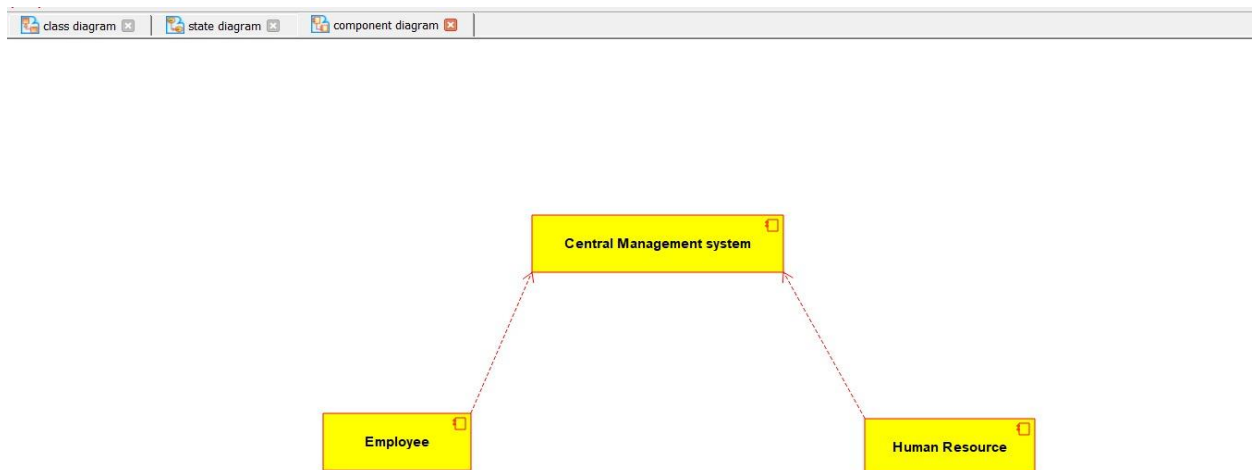 class diagram
state diagram
component diagram
Central Management system
Employee
Human Resource